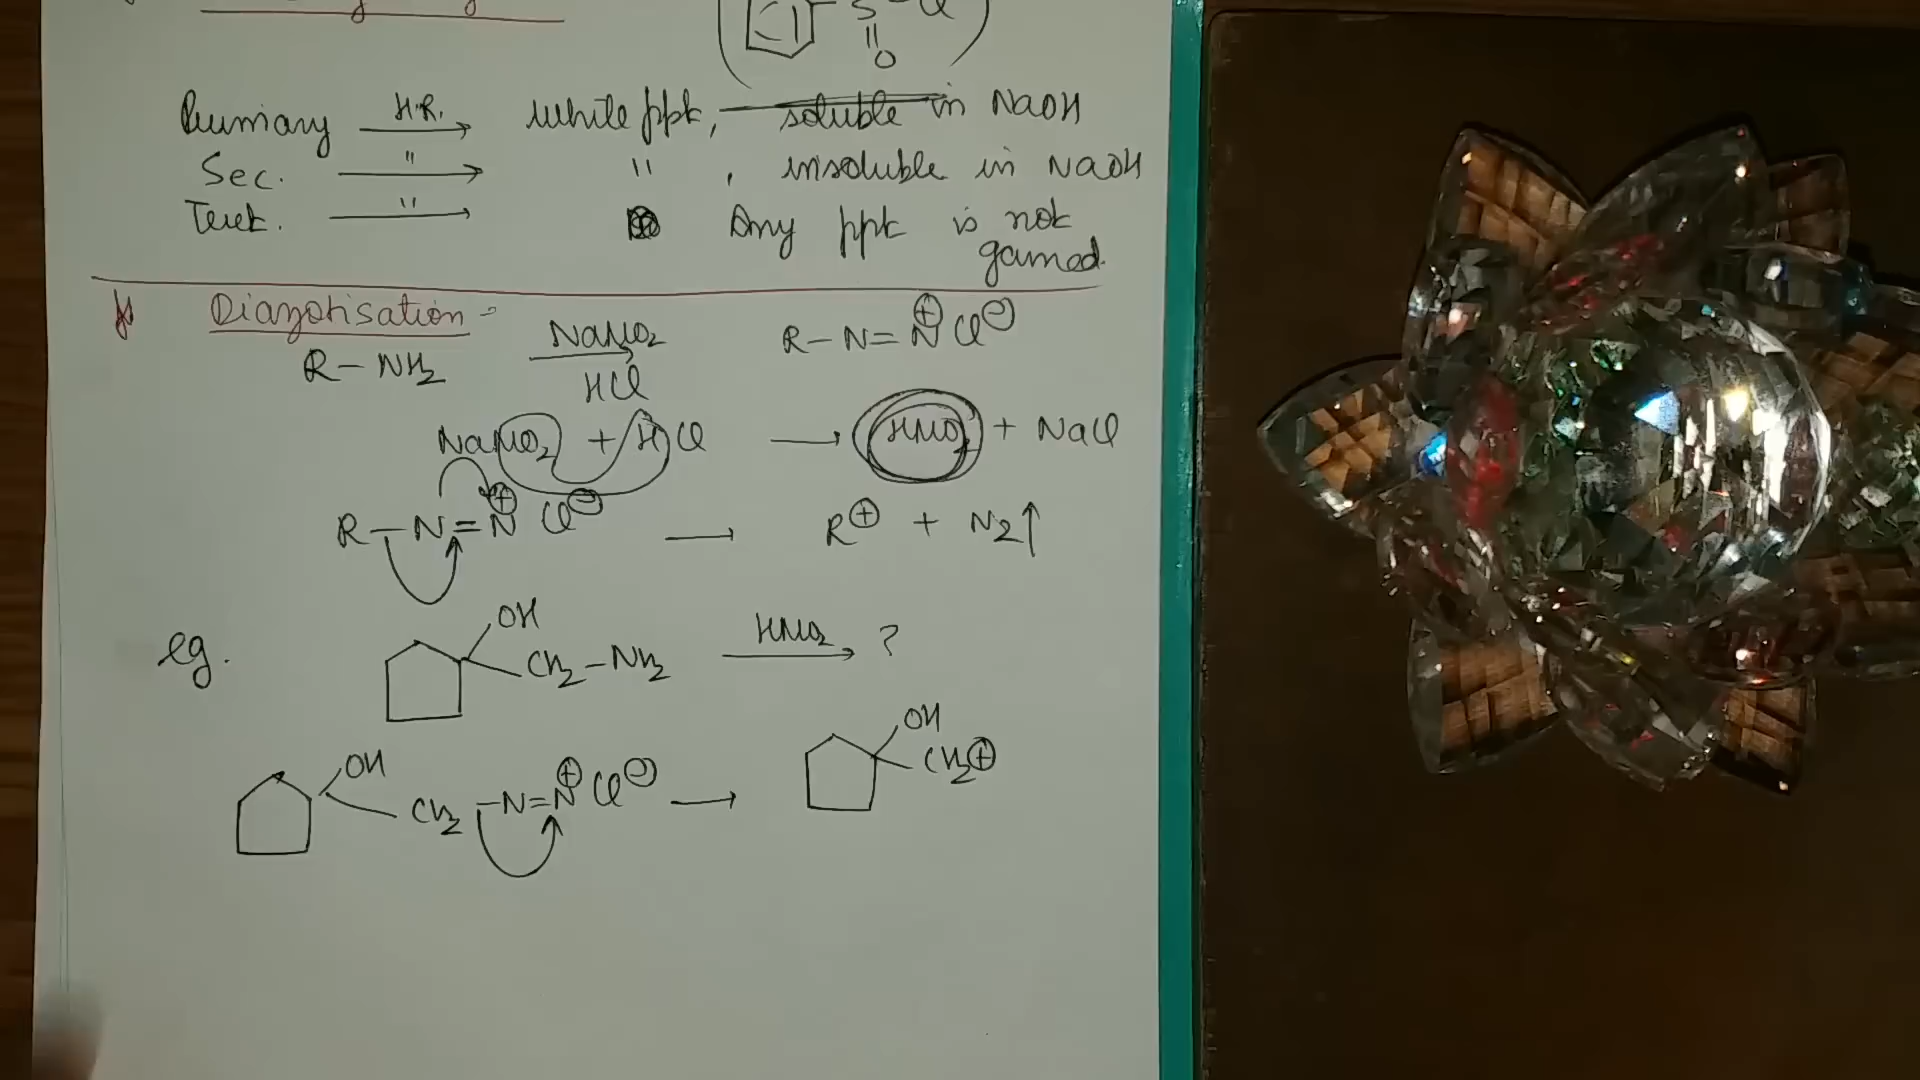 S - Cl
O
Primary H.R. → White ppt, soluble in NaOH
Sec. " → " , insoluble in NaOH
Tert. " → Any ppt is not
gained.
Diazotisation -
R - NH2 NaNO2 HCl → R - N = N⊕ Cl⊖
NaNO2 + HCl → HNO2 + NaCl
R - N = N⊕ Cl⊖ → R⊕ + N2↑
eg. OH CH2 - NH2 HNO2 → ?
OH CH2 - N = N⊕ Cl⊖ → OH CH2⊕